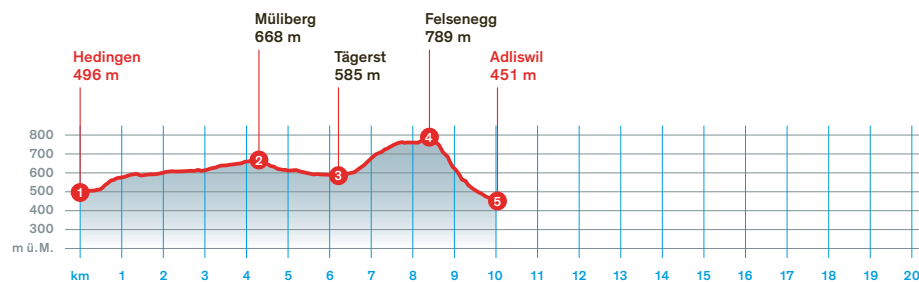 Müliberg
668 m
Felsenegg
789 m
Hedingen
496 m
Tägerst
585 m
Adliswil
451 m
800
700
600
500
400
300
m ü.M.
1
2
3
4
5
km 1 2 3 4 5 6 7 8 9 10 11 12 13 14 15 16 17 18 19 20